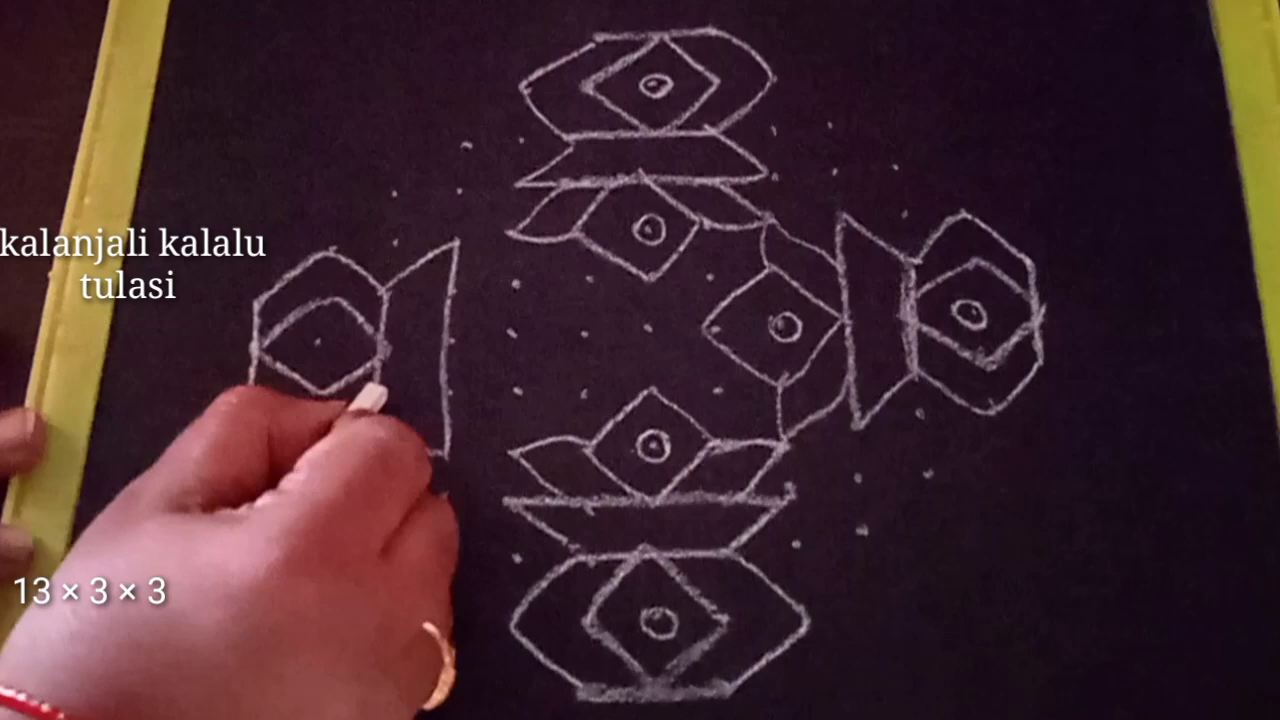 kalanjali kalalu
tulasi
13 × 3 × 3